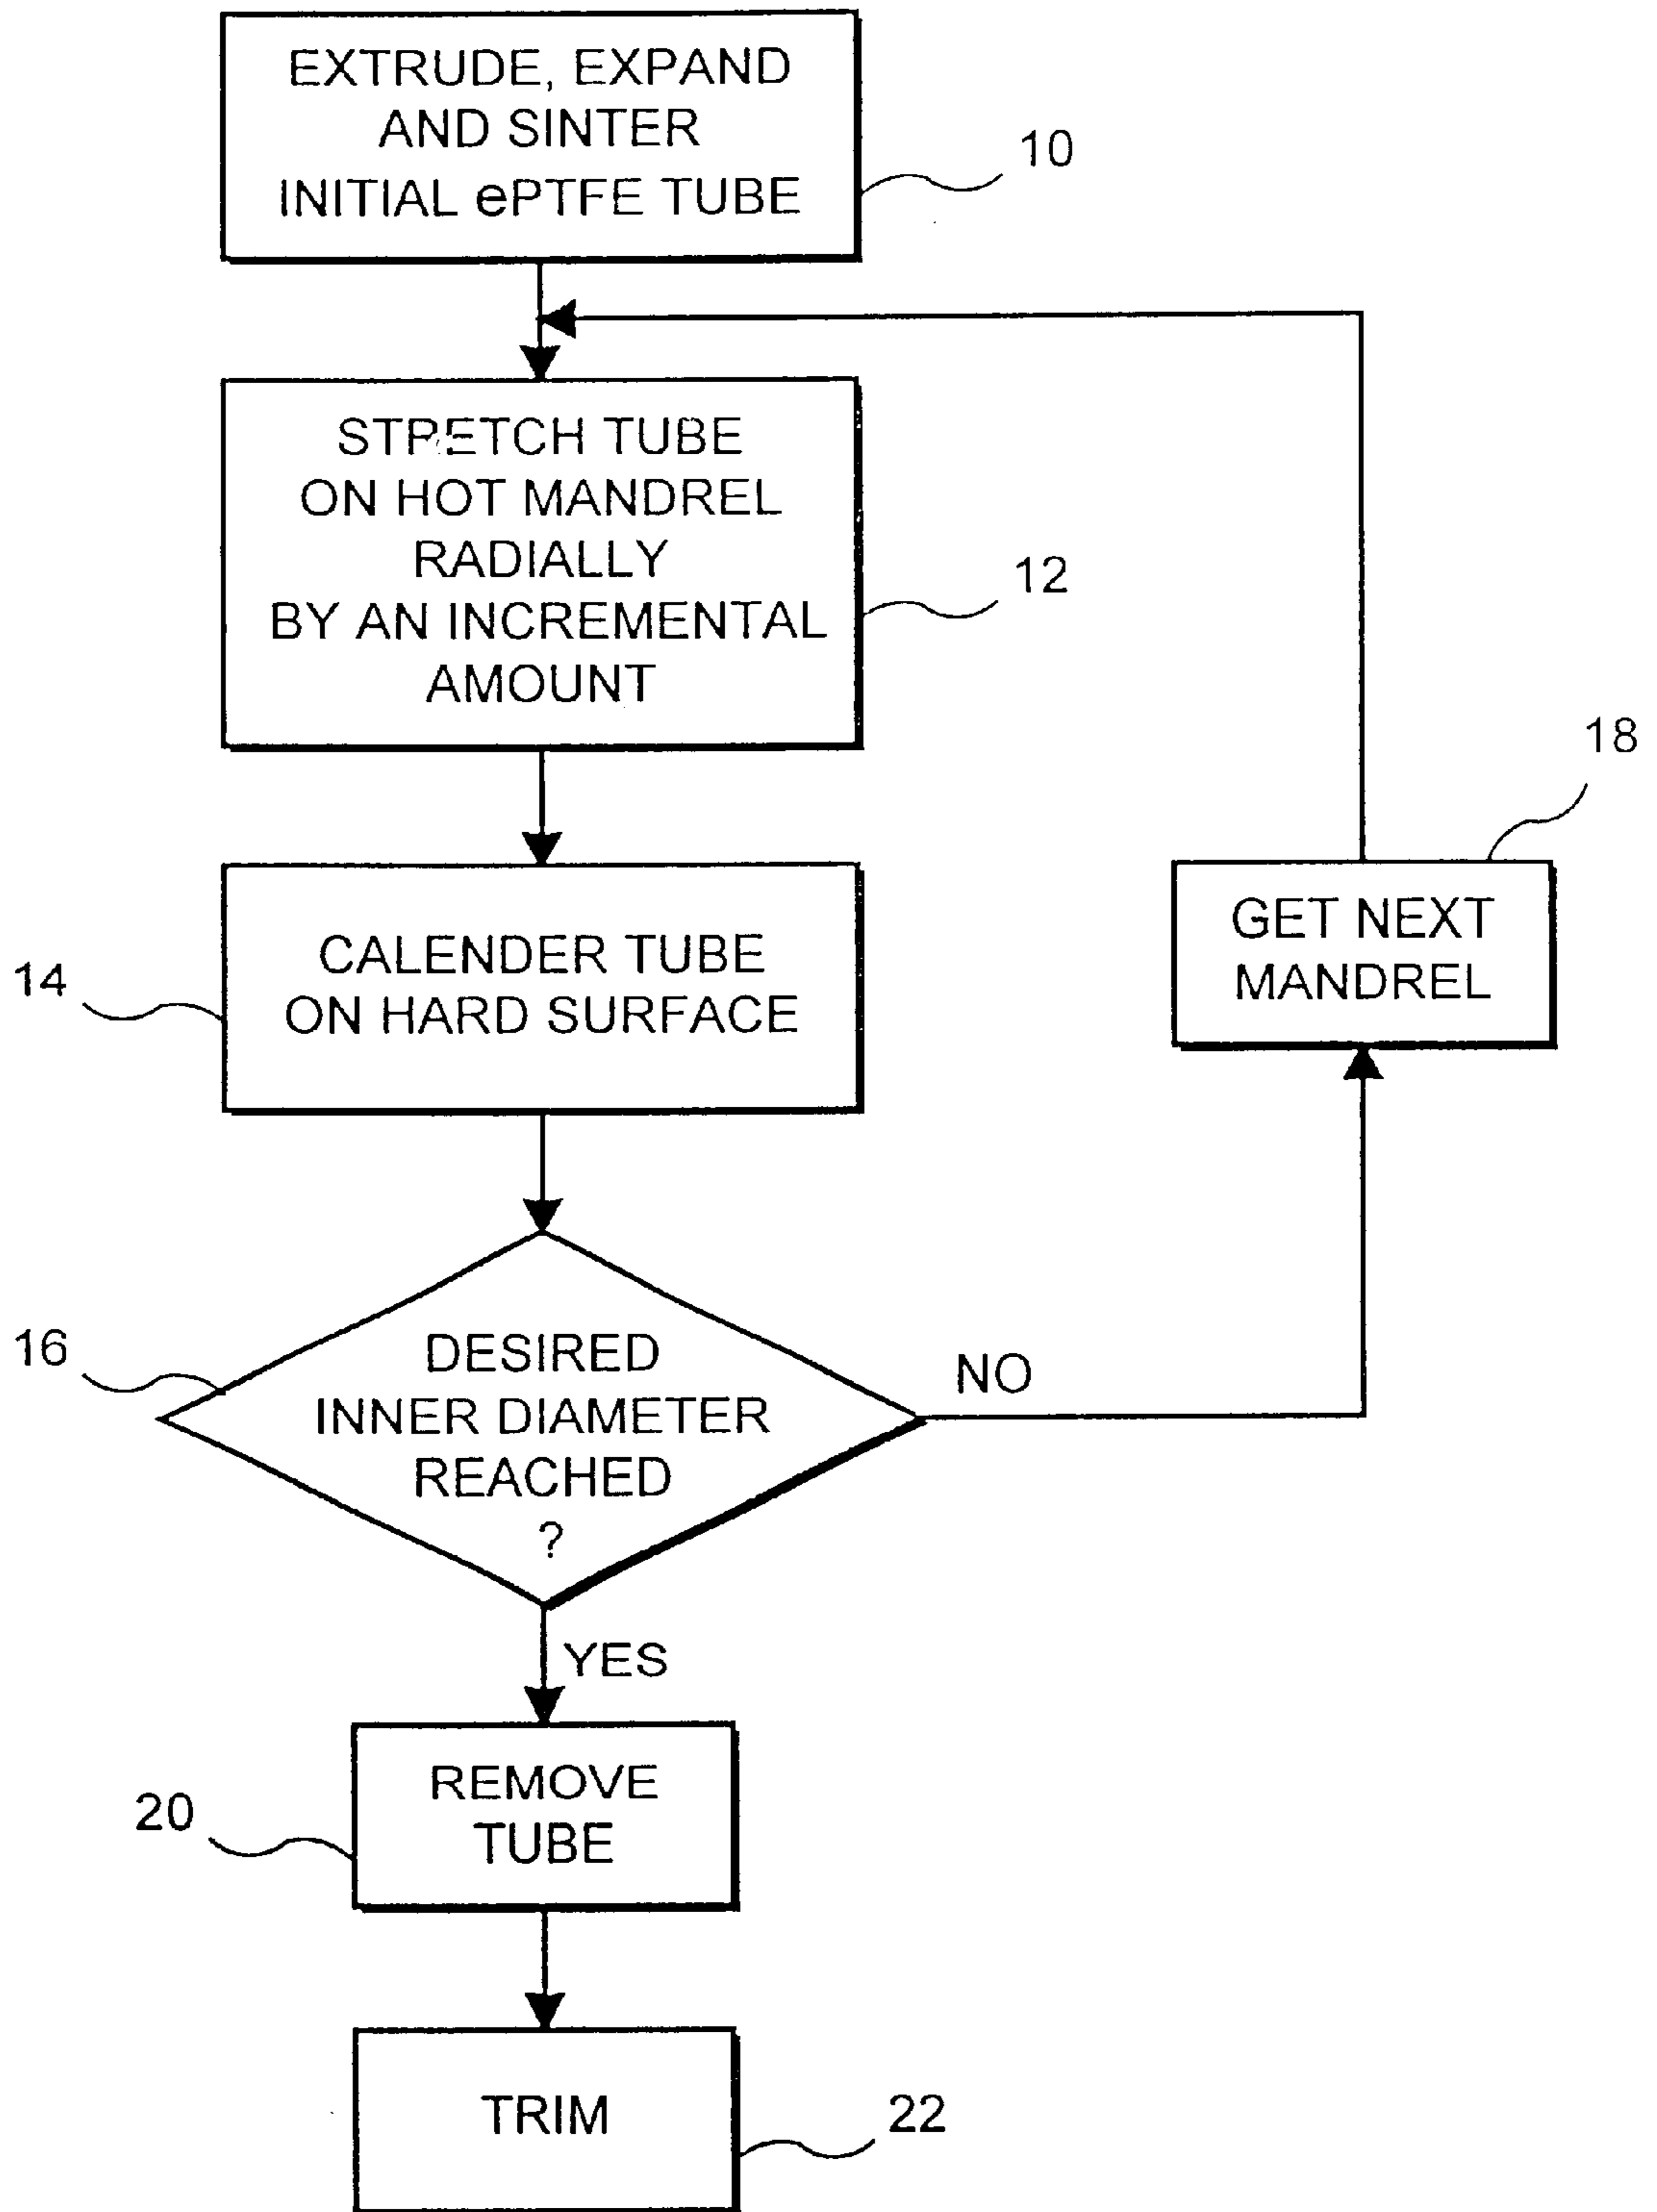 EXTRUDE, EXPAND
AND SINTER
INITIAL ePTFE TUBE
10
STRETCH TUBE
ON HOT MANDREL
RADIALLY
BY AN INCREMENTAL
AMOUNT
12
18
GET NEXT
MANDREL
14
CALENDER TUBE
ON HARD SURFACE
16
DESIRED
INNER DIAMETER
REACHED
?
NO
YES
20
REMOVE
TUBE
TRIM
22